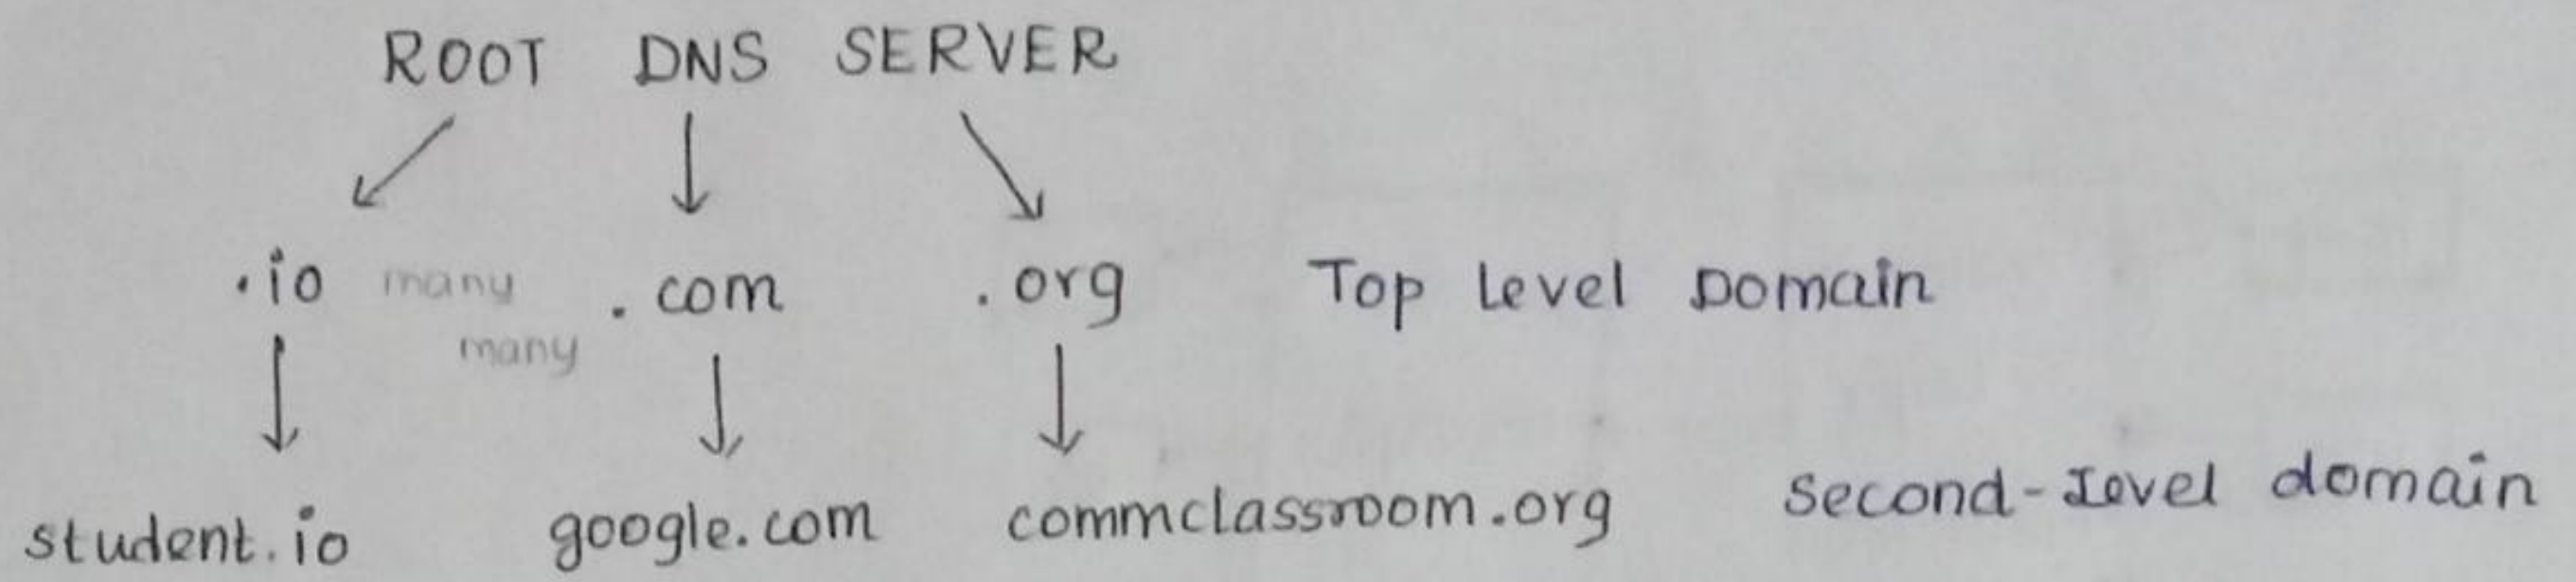 ROOT DNS SERVER
.io many .com .org Top Level Domain
many
student.io google.com commclassroom.org Second-Level domain